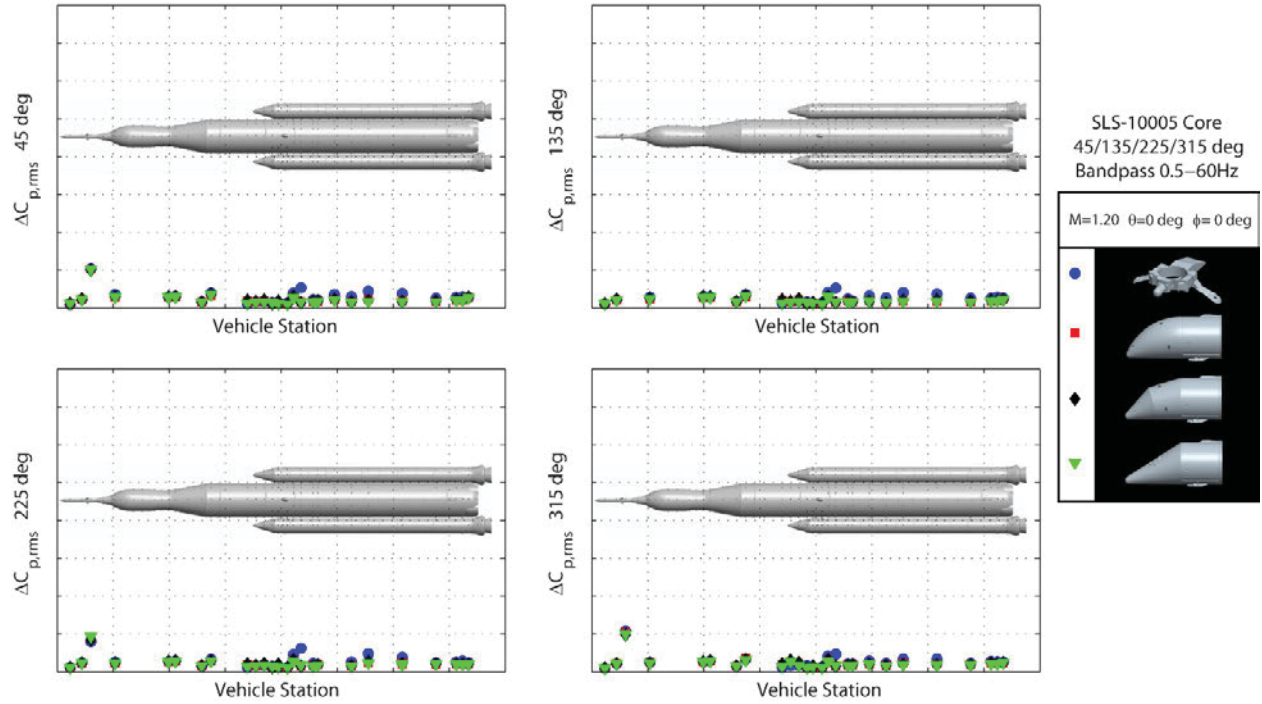 ΔC p,rms 45 deg
Vehicle Station
ΔC p,rms 135 deg
Vehicle Station
SLS-10005 Core
45/135/225/315 deg
Bandpass 0.5–60Hz
M=1.20 θ=0 deg ϕ= 0 deg
ΔC p,rms 225 deg
Vehicle Station
ΔC p,rms 315 deg
Vehicle Station